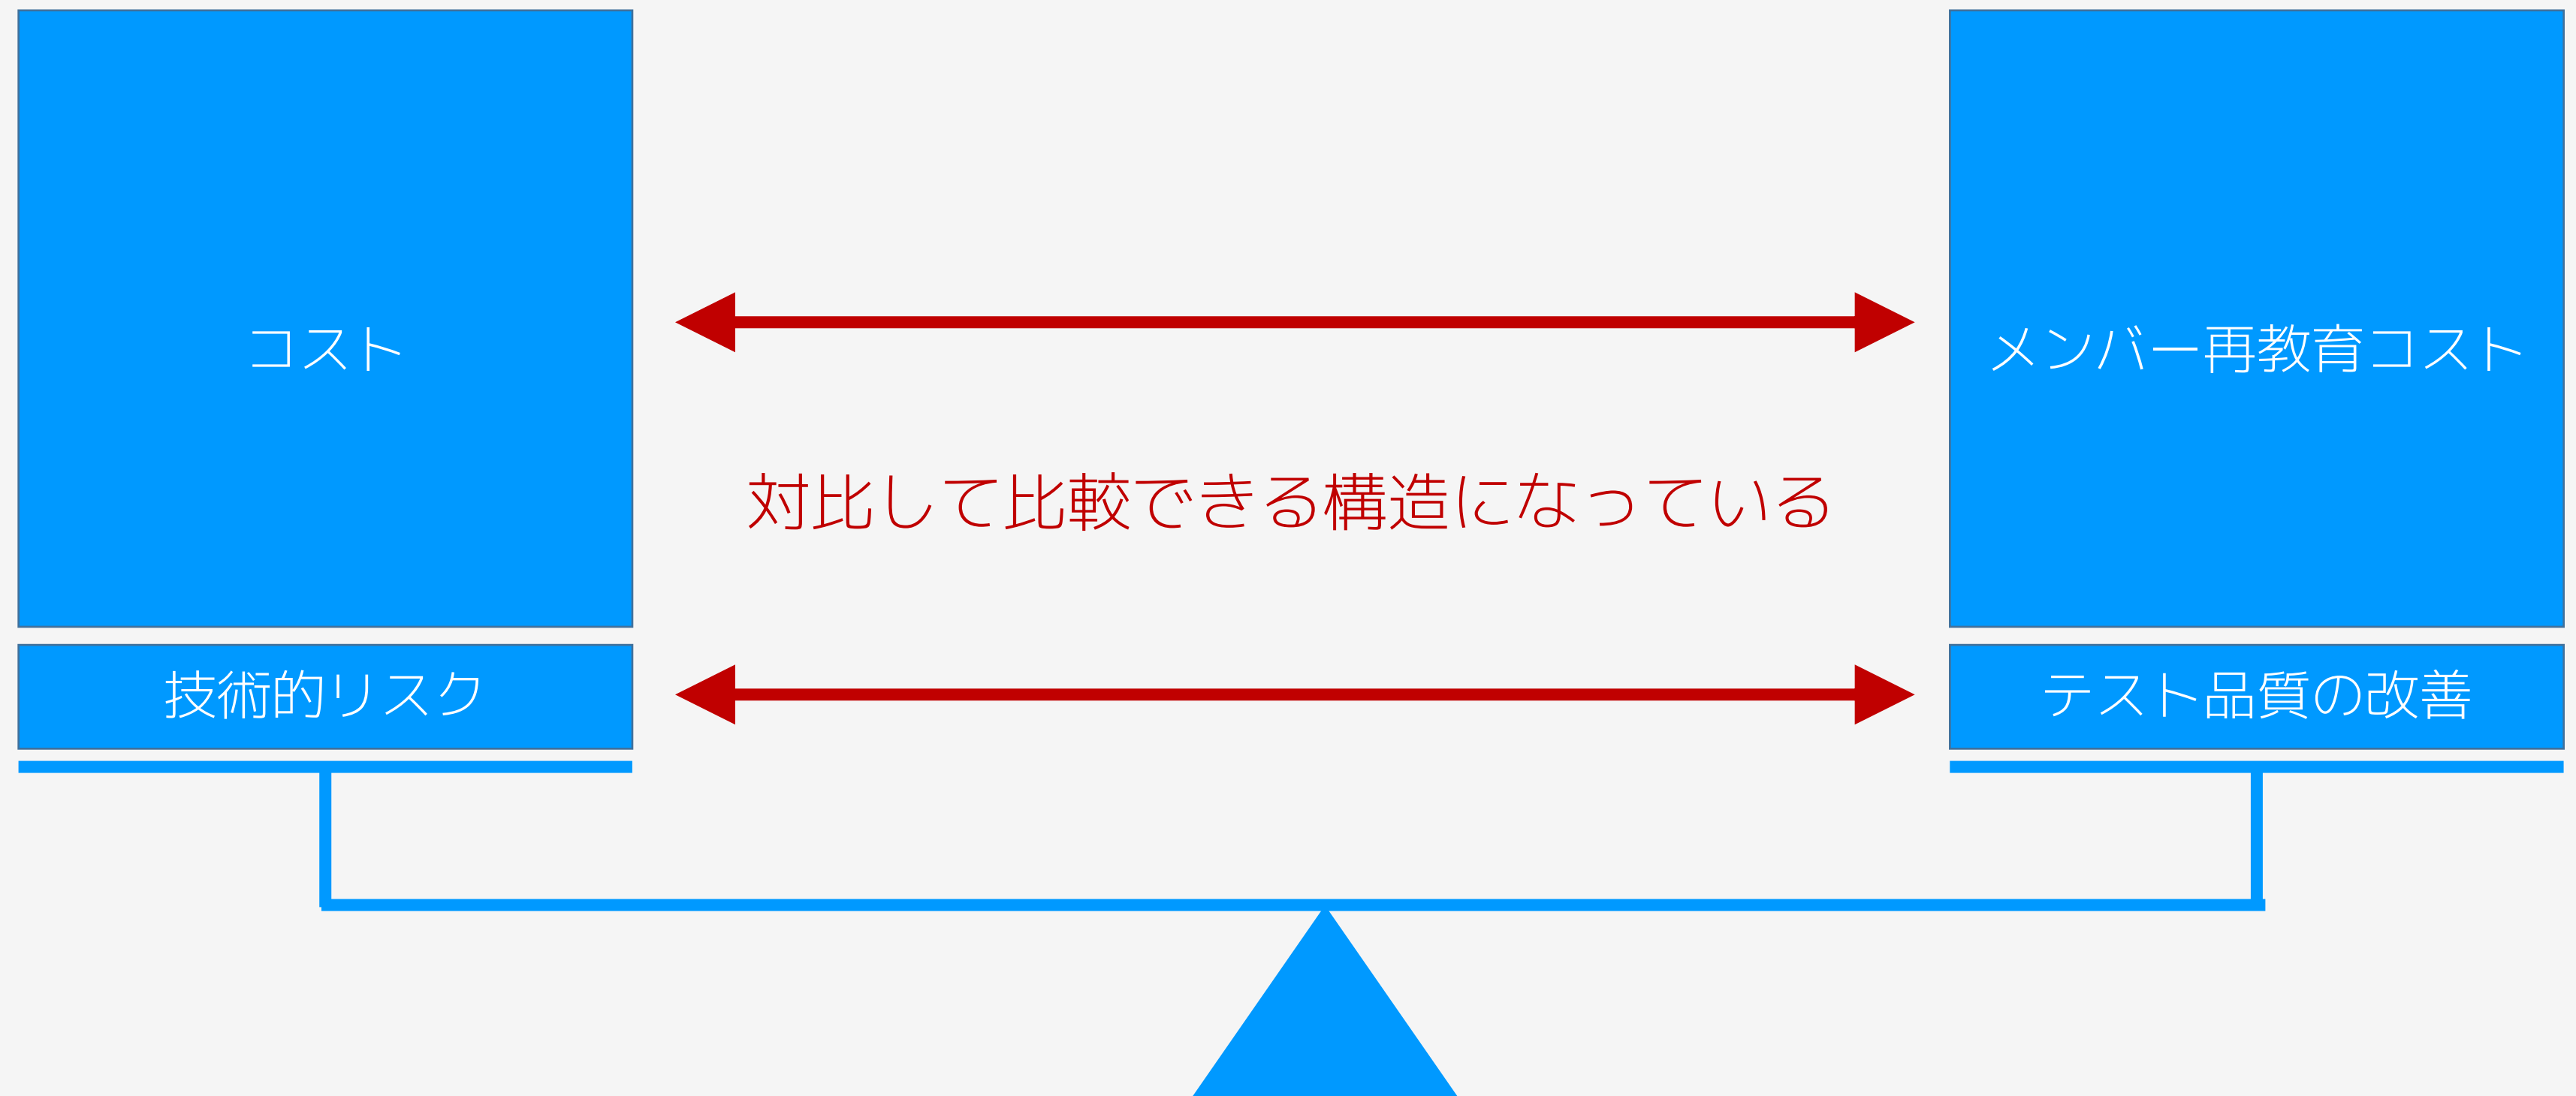 コスト
メンバー再教育コスト
対比して比較できる構造になっている
技術的リスク
テスト品質の改善